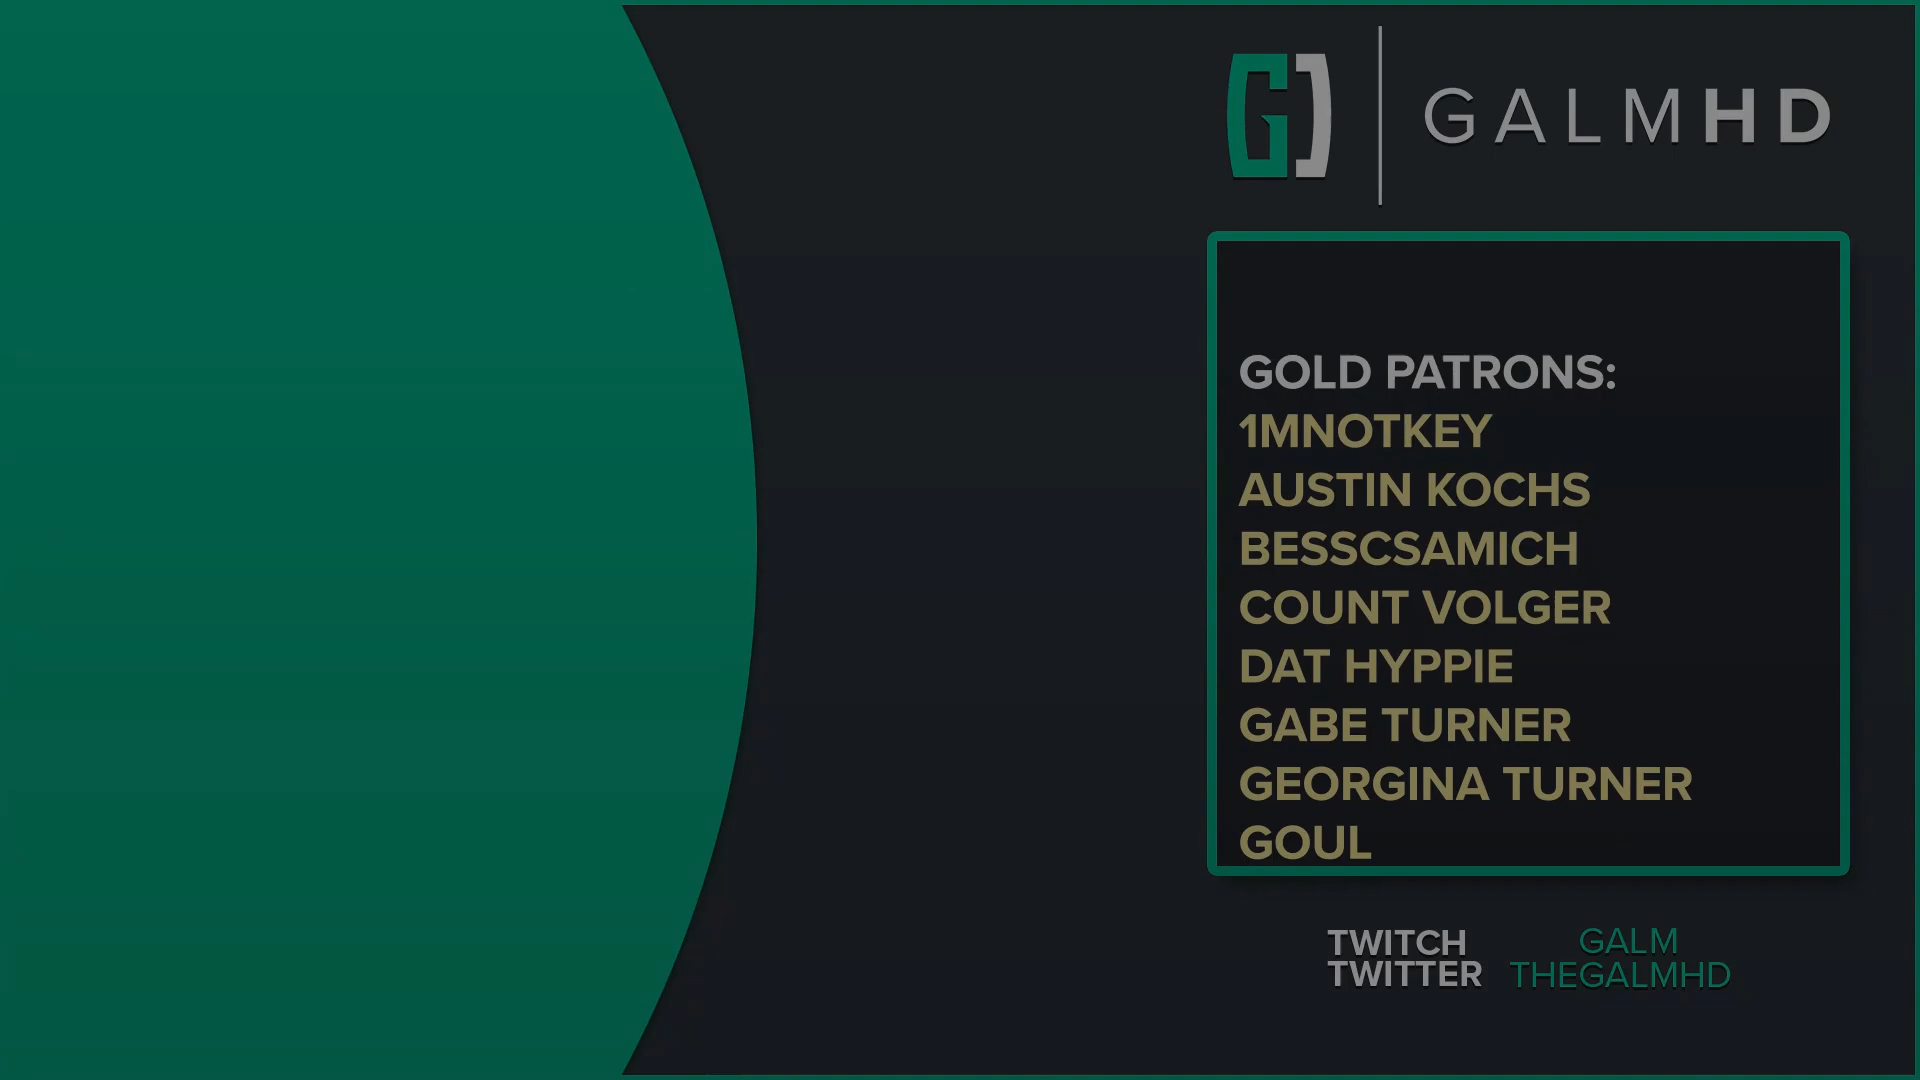 GALMHD
GOLD PATRONS:
1MNOTKEY
AUSTIN KOCHS
BESSCSAMICH
COUNT VOLGER
DAT HYPPIE
GABE TURNER
GEORGINA TURNER
GOUL
TWITCH GALM
TWITTER THEGALMHD